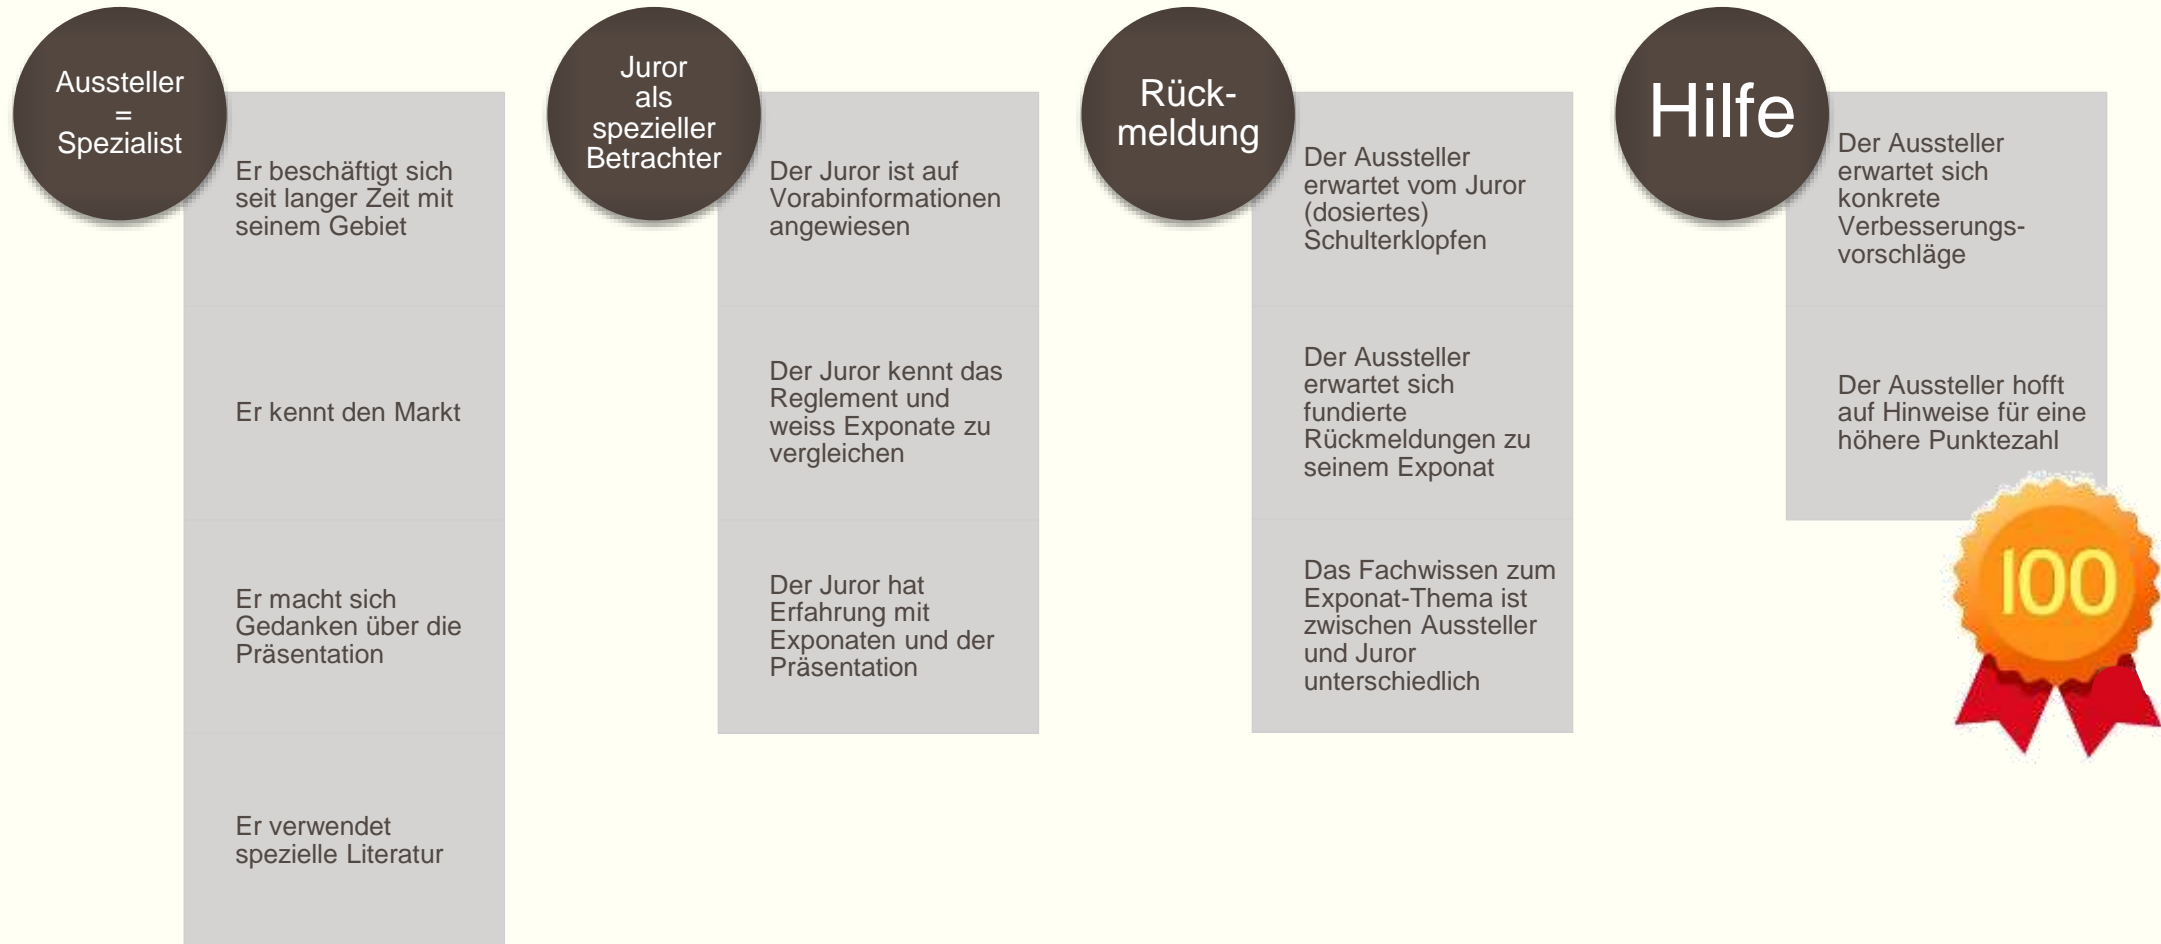 Aussteller
=
Spezialist
Er beschäftigt sich
seit langer Zeit mit
seinem Gebiet
Er kennt den Markt
Er macht sich
Gedanken über die
Präsentation
Er verwendet
spezielle Literatur
Juror
als
spezieller
Betrachter
Der Juror ist auf
Vorabinformationen
angewiesen
Der Juror kennt das
Reglement und
weiss Exponate zu
vergleichen
Der Juror hat
Erfahrung mit
Exponaten und der
Präsentation
Rück-
meldung
Der Aussteller
erwartet vom Juror
(dosiertes)
Schulterklopfen
Der Aussteller
erwartet sich
fundierte
Rückmeldungen zu
seinem Exponat
Das Fachwissen zum
Exponat-Thema ist
zwischen Aussteller
und Juror
unterschiedlich
Hilfe
Der Aussteller
erwartet sich
konkrete
Verbesserungs-
vorschläge
Der Aussteller hofft
auf Hinweise für eine
höhere Punktezahl
100